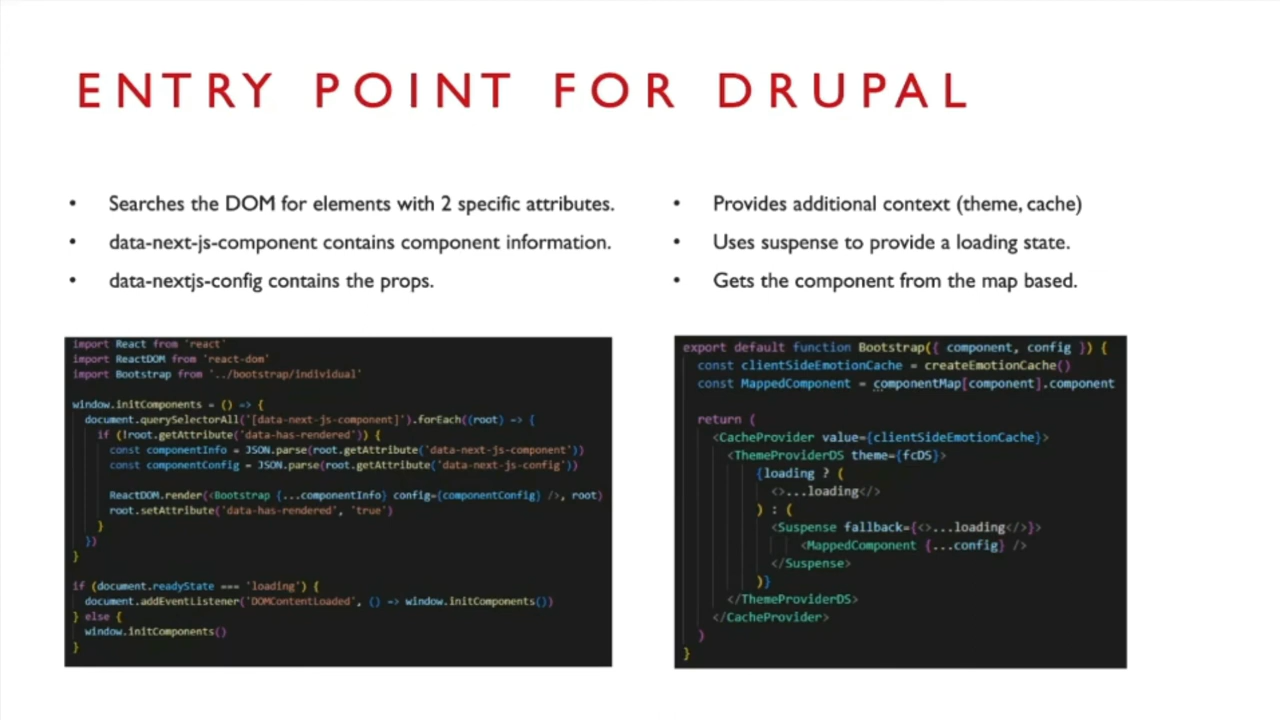 ENTRY POINT FOR DRUPAL
• Searches the DOM for elements with 2 specific attributes.
• data-next-js-component contains component information.
• data-nextjs-config contains the props.
import React from 'react'
import ReactDOM from 'react-dom'
import Bootstrap from '../bootstrap/individual'
window.initComponents = () => {
document.querySelectorAll('[data-next-js-component]').forEach((root) => {
if (!root.getAttribute('data-has-rendered')) {
const componentInfo = JSON.parse(root.getAttribute('data-next-js-component'))
const componentConfig = JSON.parse(root.getAttribute('data-next-js-config'))
ReactDOM.render(<Bootstrap {...componentInfo} config={componentConfig} />, root)
root.setAttribute('data-has-rendered', 'true')
}
})
}
if (document.readyState === 'loading') {
document.addEventListener('DOMContentLoaded', () => window.initComponents())
} else {
window.initComponents()
}
• Provides additional context (theme, cache)
• Uses suspense to provide a loading state.
• Gets the component from the map based.
export default function Bootstrap({ component, config }) {
const clientSideEmotionCache = createEmotionCache()
const MappedComponent = componentMap[component].component
return (
<CacheProvider value={clientSideEmotionCache}>
<ThemeProviderDS theme={fcDS}>
{loading ? (
<>...loading</>
) : (
<Suspense fallback={<>...loading</>}>
<MappedComponent {...config} />
</Suspense>
)}
</ThemeProviderDS>
</CacheProvider>
)
}